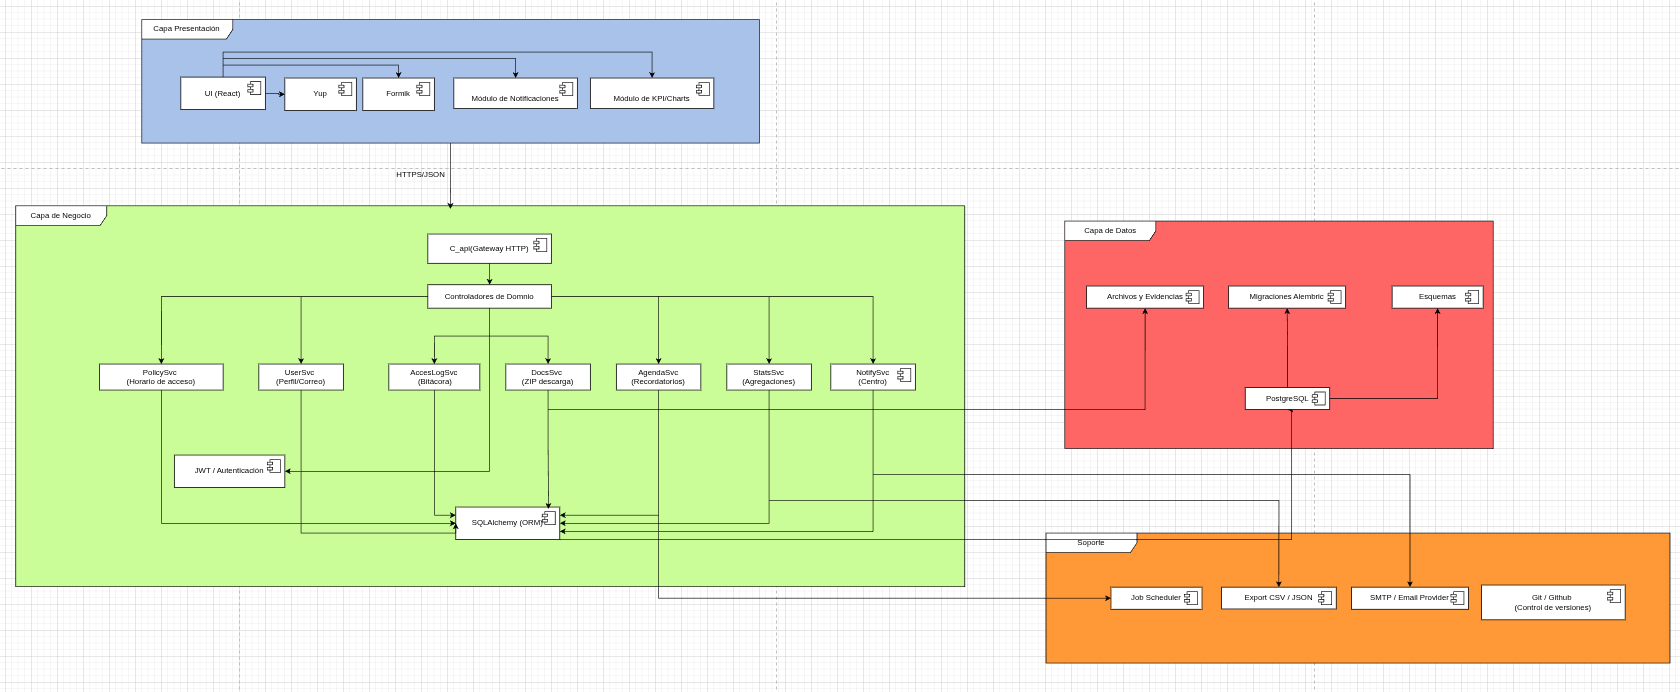 Capa Presentación
UI (React)
Yup
Formik
Módulo de Notificaciones
Módulo de KPI/Charts
HTTPS/JSON
Capa de Negocio
C_api(Gateway HTTP)
Controladores de Domnio
PolicySvc
(Horario de acceso)
UserSvc
(Perfil/Correo)
AccesLogSvc
(Bitácora)
DocsSvc
(ZIP descarga)
AgendaSvc
(Recordatorios)
StatsSvc
(Agregaciones)
NotifySvc
(Centro)
JWT / Autenticación
SQLAlchemy (ORM)
Capa de Datos
Archivos y Evidencias
Migraciones Alembric
Esquemas
PostgreSQL
Soporte
Job Scheduler
Export CSV / JSON
SMTP / Email Provider
Git / Github
(Control de versiones)